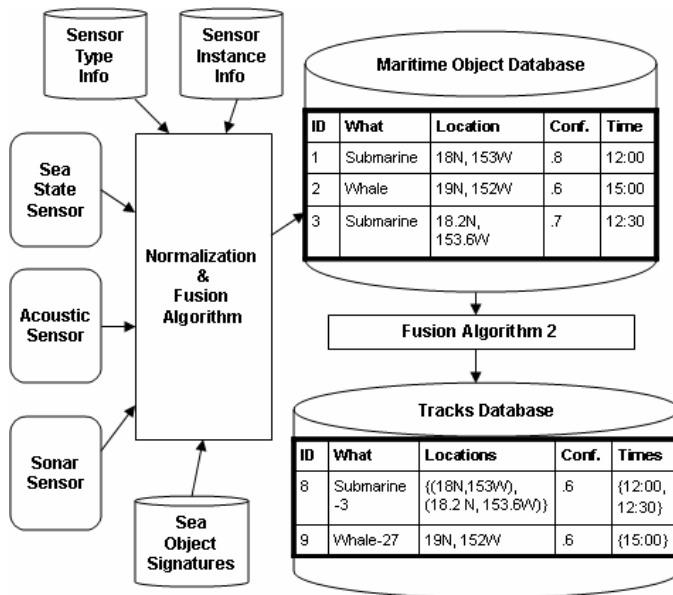 Sensor
Type
Info
Sensor
Instance
Info
Sea
State
Sensor
Acoustic
Sensor
Sonar
Sensor
Normalization
&
Fusion
Algorithm
Sea
Object
Signatures
Maritime Object Database
ID What Location Conf. Time
1 Submarine 18N, 153W .8 12:00
2 Whale 19N, 152W .6 15:00
3 Submarine 18.2N, .7 12:30
153.6W
Fusion Algorithm 2
Tracks Database
ID What Locations Conf. Times
8 Submarine {(18N,153W), .6 {12:00,
-3 (18.2 N, 153.6W)} 12:30}
9 Whale-27 19N, 152W .6 {15:00}